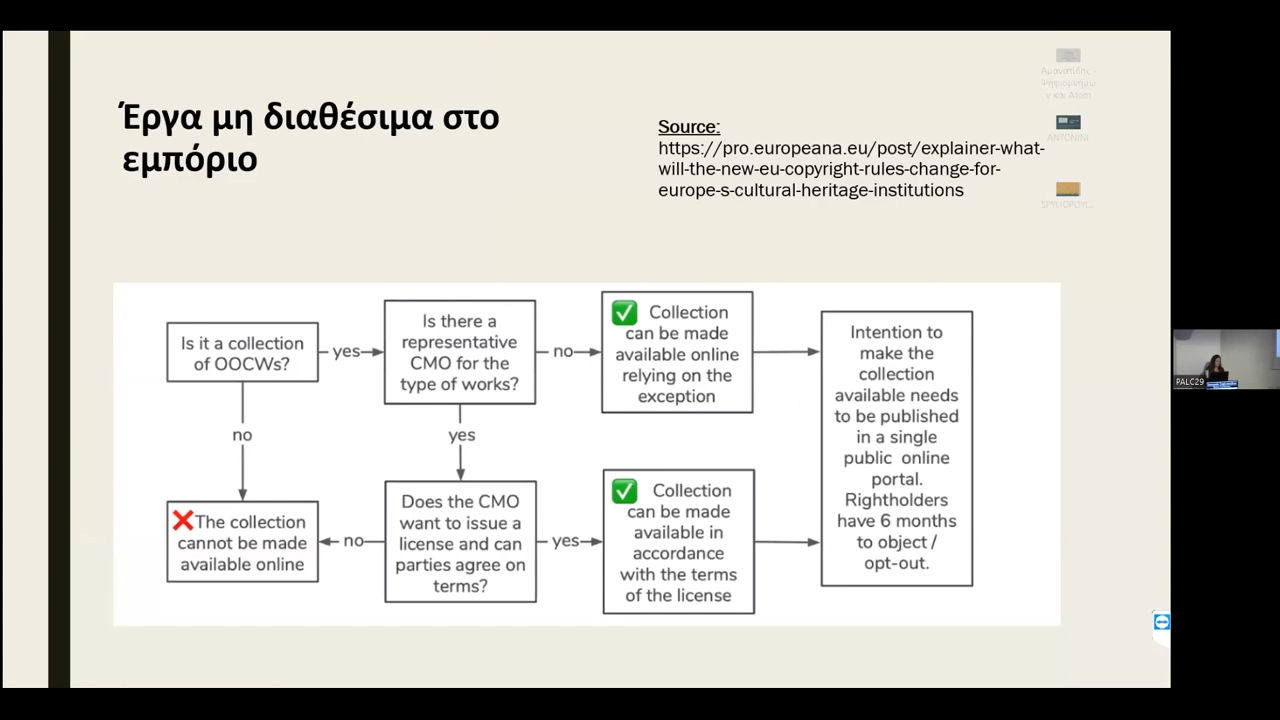 Έργα μη διαθέσιμα στο
εμπόριο
Source:
https://pro.europeana.eu/post/explainer-what-
will-the-new-eu-copyright-rules-change-for-
europe-s-cultural-heritage-institutions
Αμανατίδης -
ANTONINI
Is it a collection
of OOCWs?
yes
Is there a
representative
CMO for the
type of works?
no
✅ Collection
can be made
available online
relying on the
exception
Intention to
make the
collection
available needs
to be published
in a single
public online
portal.
Rightholders
have 6 months
to object /
opt-out.
no
yes
❌The collection
cannot be made
available online
no
Does the CMO
want to issue a
license and can
parties agree on
terms?
yes
✅ Collection
can be made
available in
accordance
with the terms
of the license
PALC29